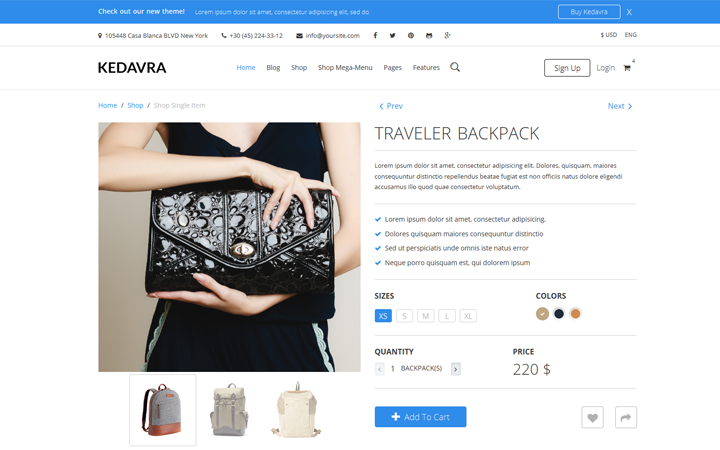 Check out our new theme! Lorem ipsum dolor sit amet, consectetur adipisicing elit, sed do. Buy Kedavra X
105448 Casa Blanca BLVD New York +30 (45) 224-33-12 info@yoursite.com $ USD ENG
KEDAVRA Home Blog Shop Shop Mega-Menu Pages Features Sign Up Login 4
Home / Shop / Shop Single Item
Prev Next
TRAVELER BACKPACK
Lorem ipsum dolor sit amet, consectetur adipisicing elit. Dolores, quisquam, maiores
consequuntur distinctio repellendus beatae fugiat est non officiis natus dolore eligendi
accusamus illo quod quae consectetur voluptatum.
Lorem ipsum dolor sit amet, consectetur adipisicing.
Dolores quisquam maiores consequuntur distinctio
Sed ut perspiciatis unde omnis iste natus error
Neque porro quisquam est, qui dolorem ipsum
SIZES COLORS
XS S M L XL
QUANTITY PRICE
1 BACKPACK(S) 220 $
Add To Cart